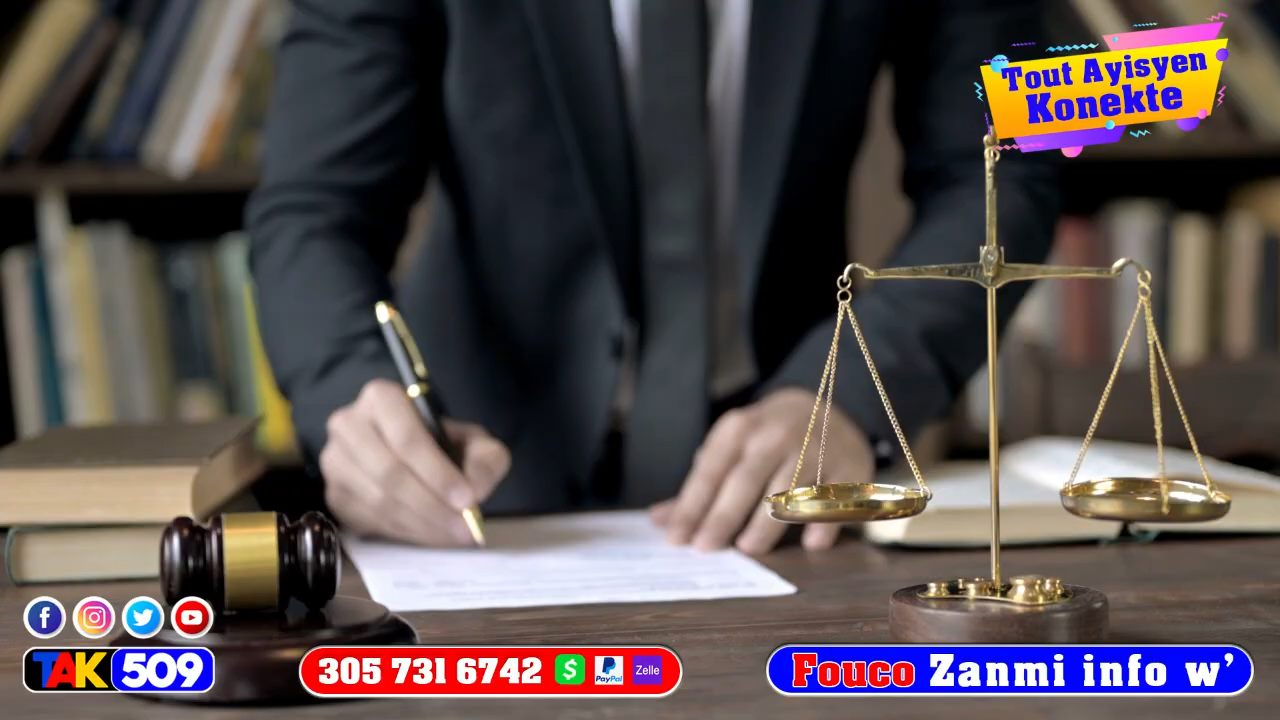 Tout Ayisyen
Konekte
TAK 509
305 731 6742
PayPal
Zelle
Fouco Zanmi info w'